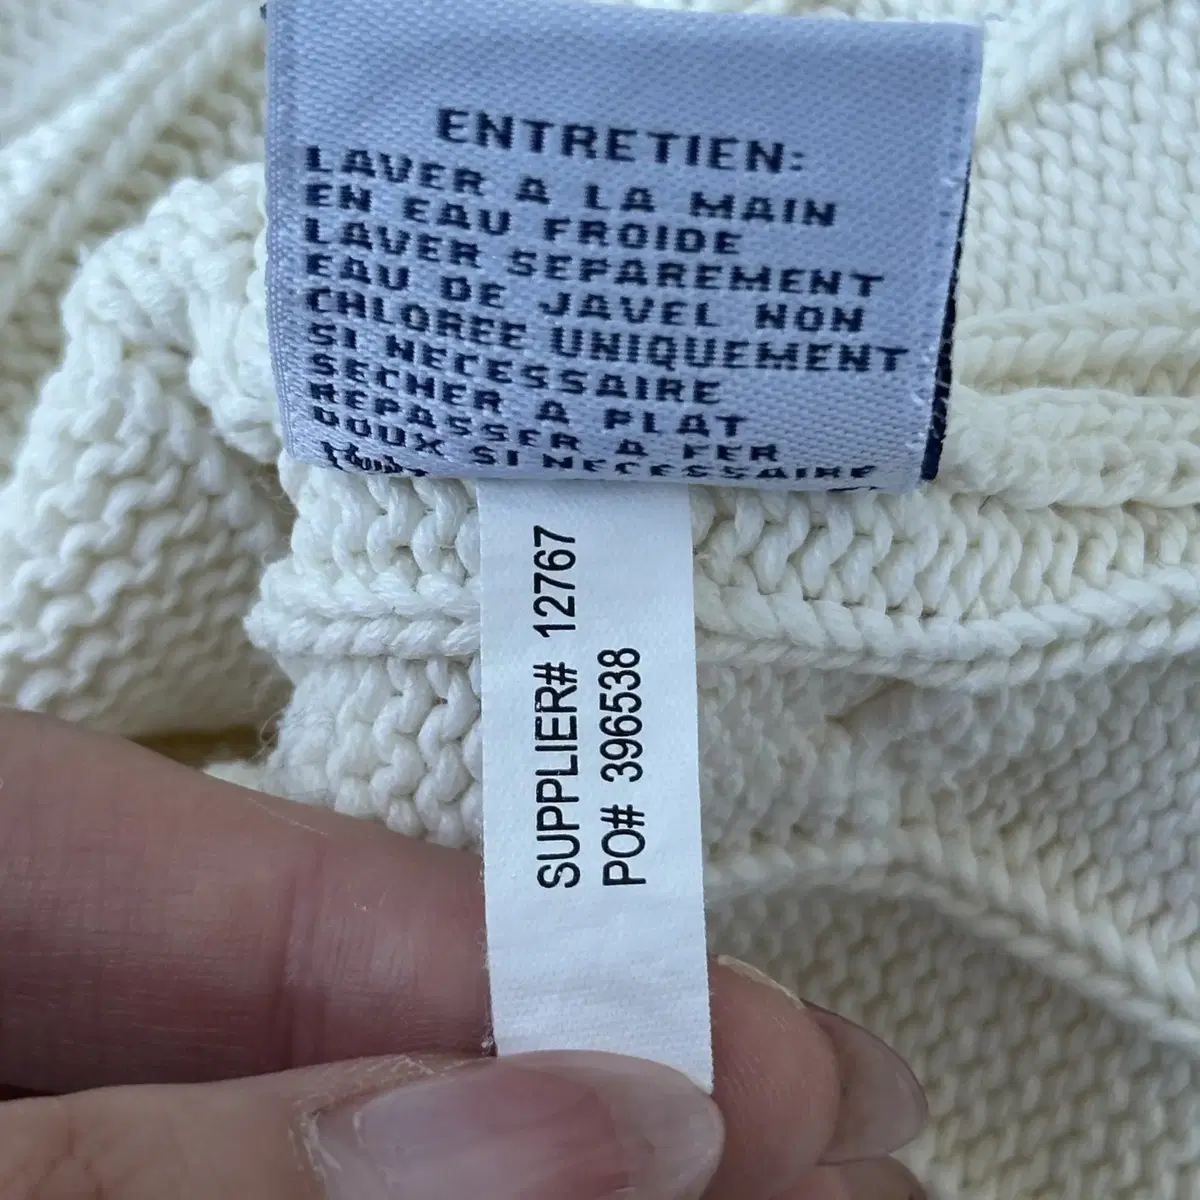 ENTRETIEN:
LAVER A LA MAIN
EN EAU FROIDE
LAVER SEPAREMENT
EAU DE JAVEL NON
CHLOREE UNIQUEMENT
SI NECESSAIRE
SECHER A PLAT
REPASSER A FER
DOUX SI NECESSAIRE
SUPPLIER# 12767
PO# 396538